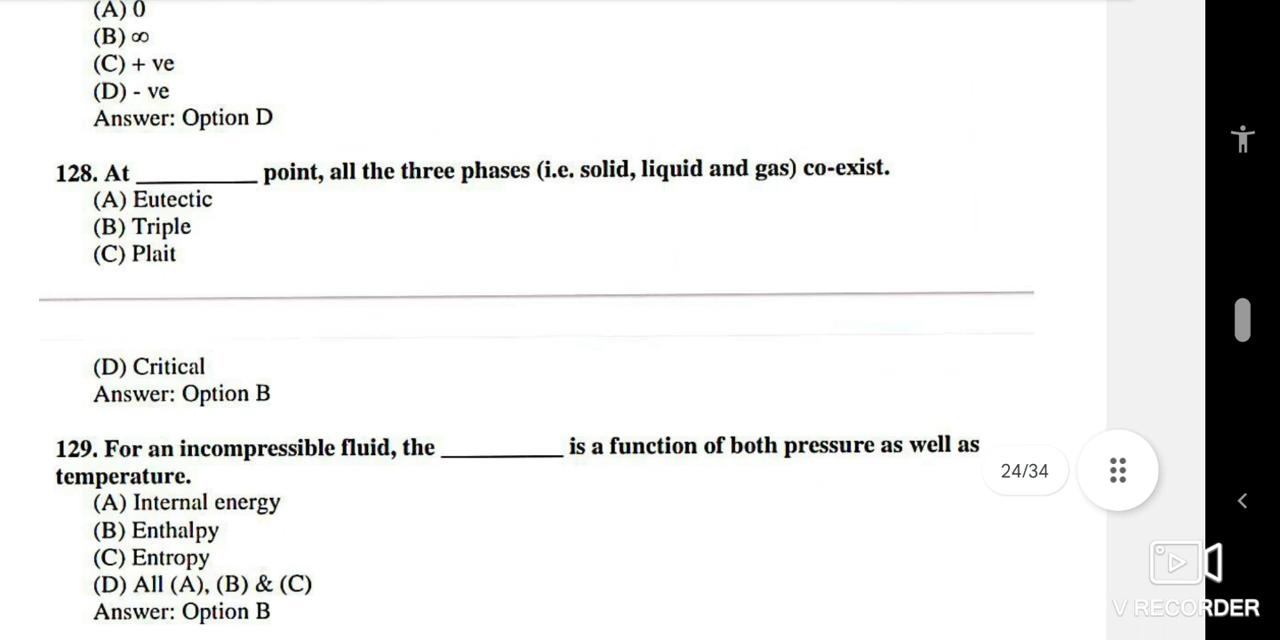 (A) 0
(B) ∞
(C) + ve
(D) - ve
Answer: Option D
128. At __________ point, all the three phases (i.e. solid, liquid and gas) co-exist.
(A) Eutectic
(B) Triple
(C) Plait
(D) Critical
Answer: Option B
129. For an incompressible fluid, the __________ is a function of both pressure as well as
temperature.
(A) Internal energy
(B) Enthalpy
(C) Entropy
(D) All (A), (B) & (C)
Answer: Option B
24/34
V RECORDER